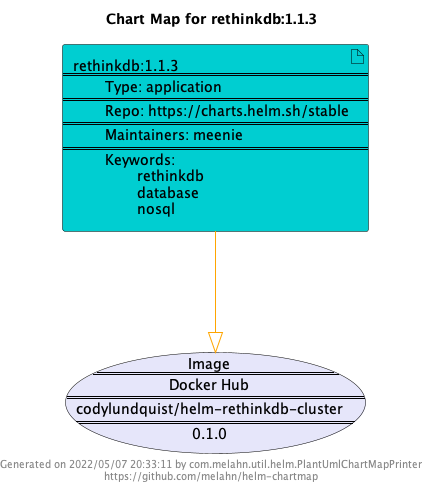 Chart Map for rethinkdb:1.1.3
rethinkdb:1.1.3
Type: application
Repo: https://charts.helm.sh/stable
Maintainers: meenie
Keywords:
rethinkdb
database
nosql
Image
Docker Hub
codylundquist/helm-rethinkdb-cluster
0.1.0
Generated on 2022/05/07 20:33:11 by com.melahn.util.helm.PlantUmlChartMapPrinter
https://github.com/melahn/helm-chartmap